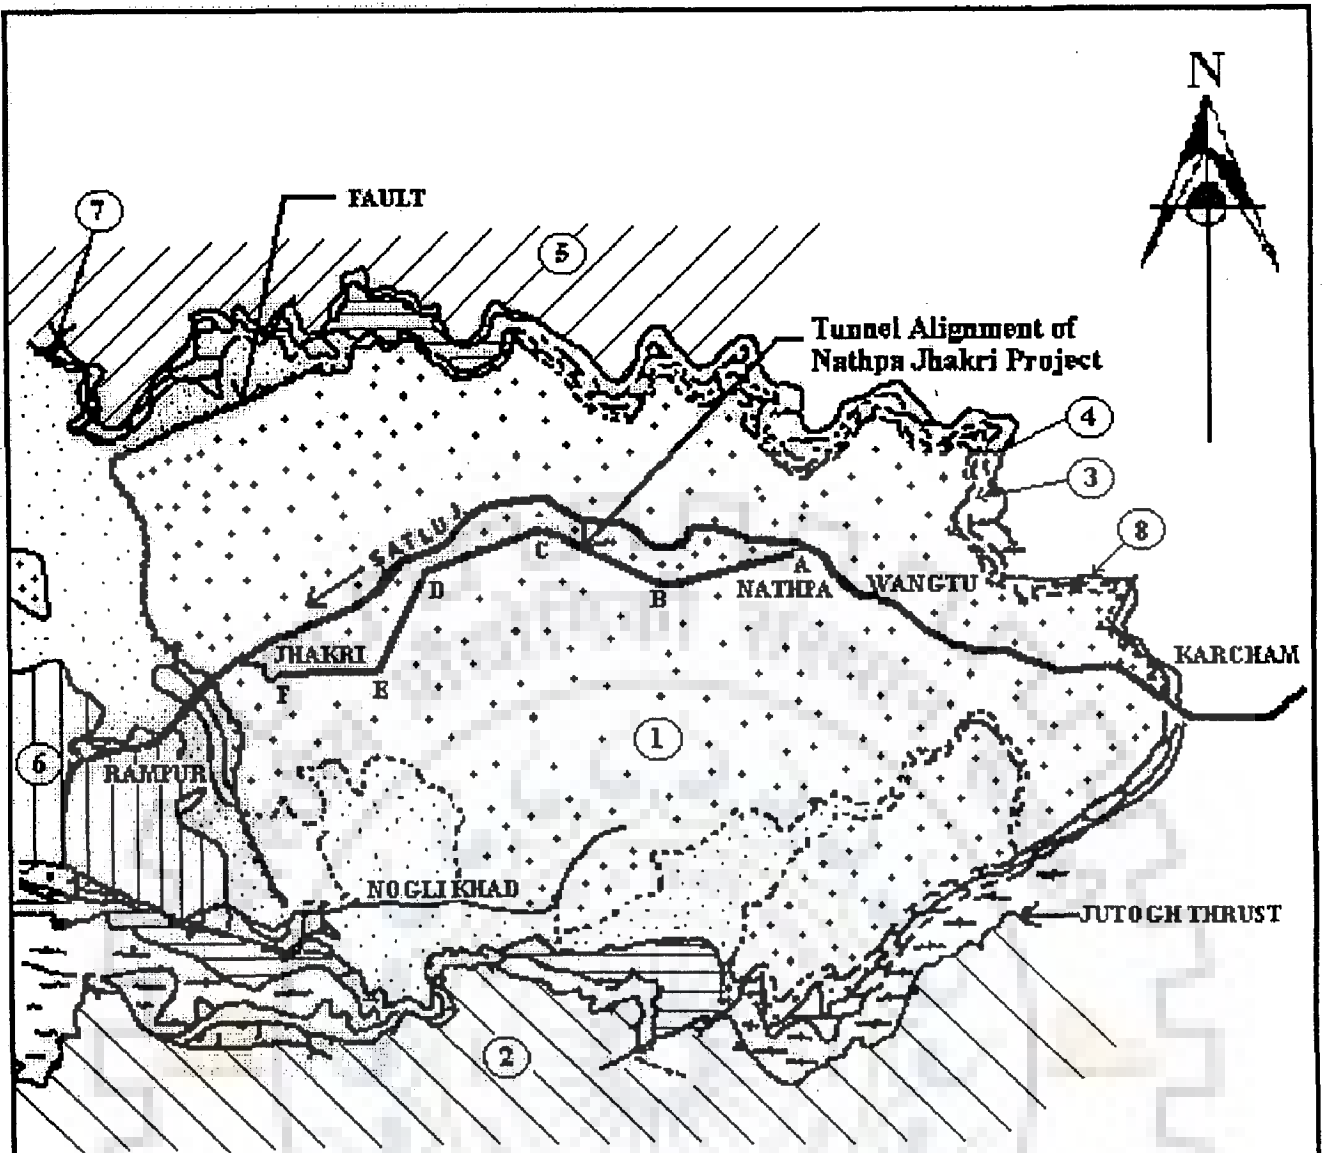 N
7
FAULT
5
Tunnel Alignment of
Nathpa Jhakri Project
4
3
8
SATLUJ
C
A
D
B
NATHPA
WANGTU
JHAKRI
KARCHAM
F
E
1
6
RAMPUR
NOGLI KHAD
JUTOGH THRUST
2